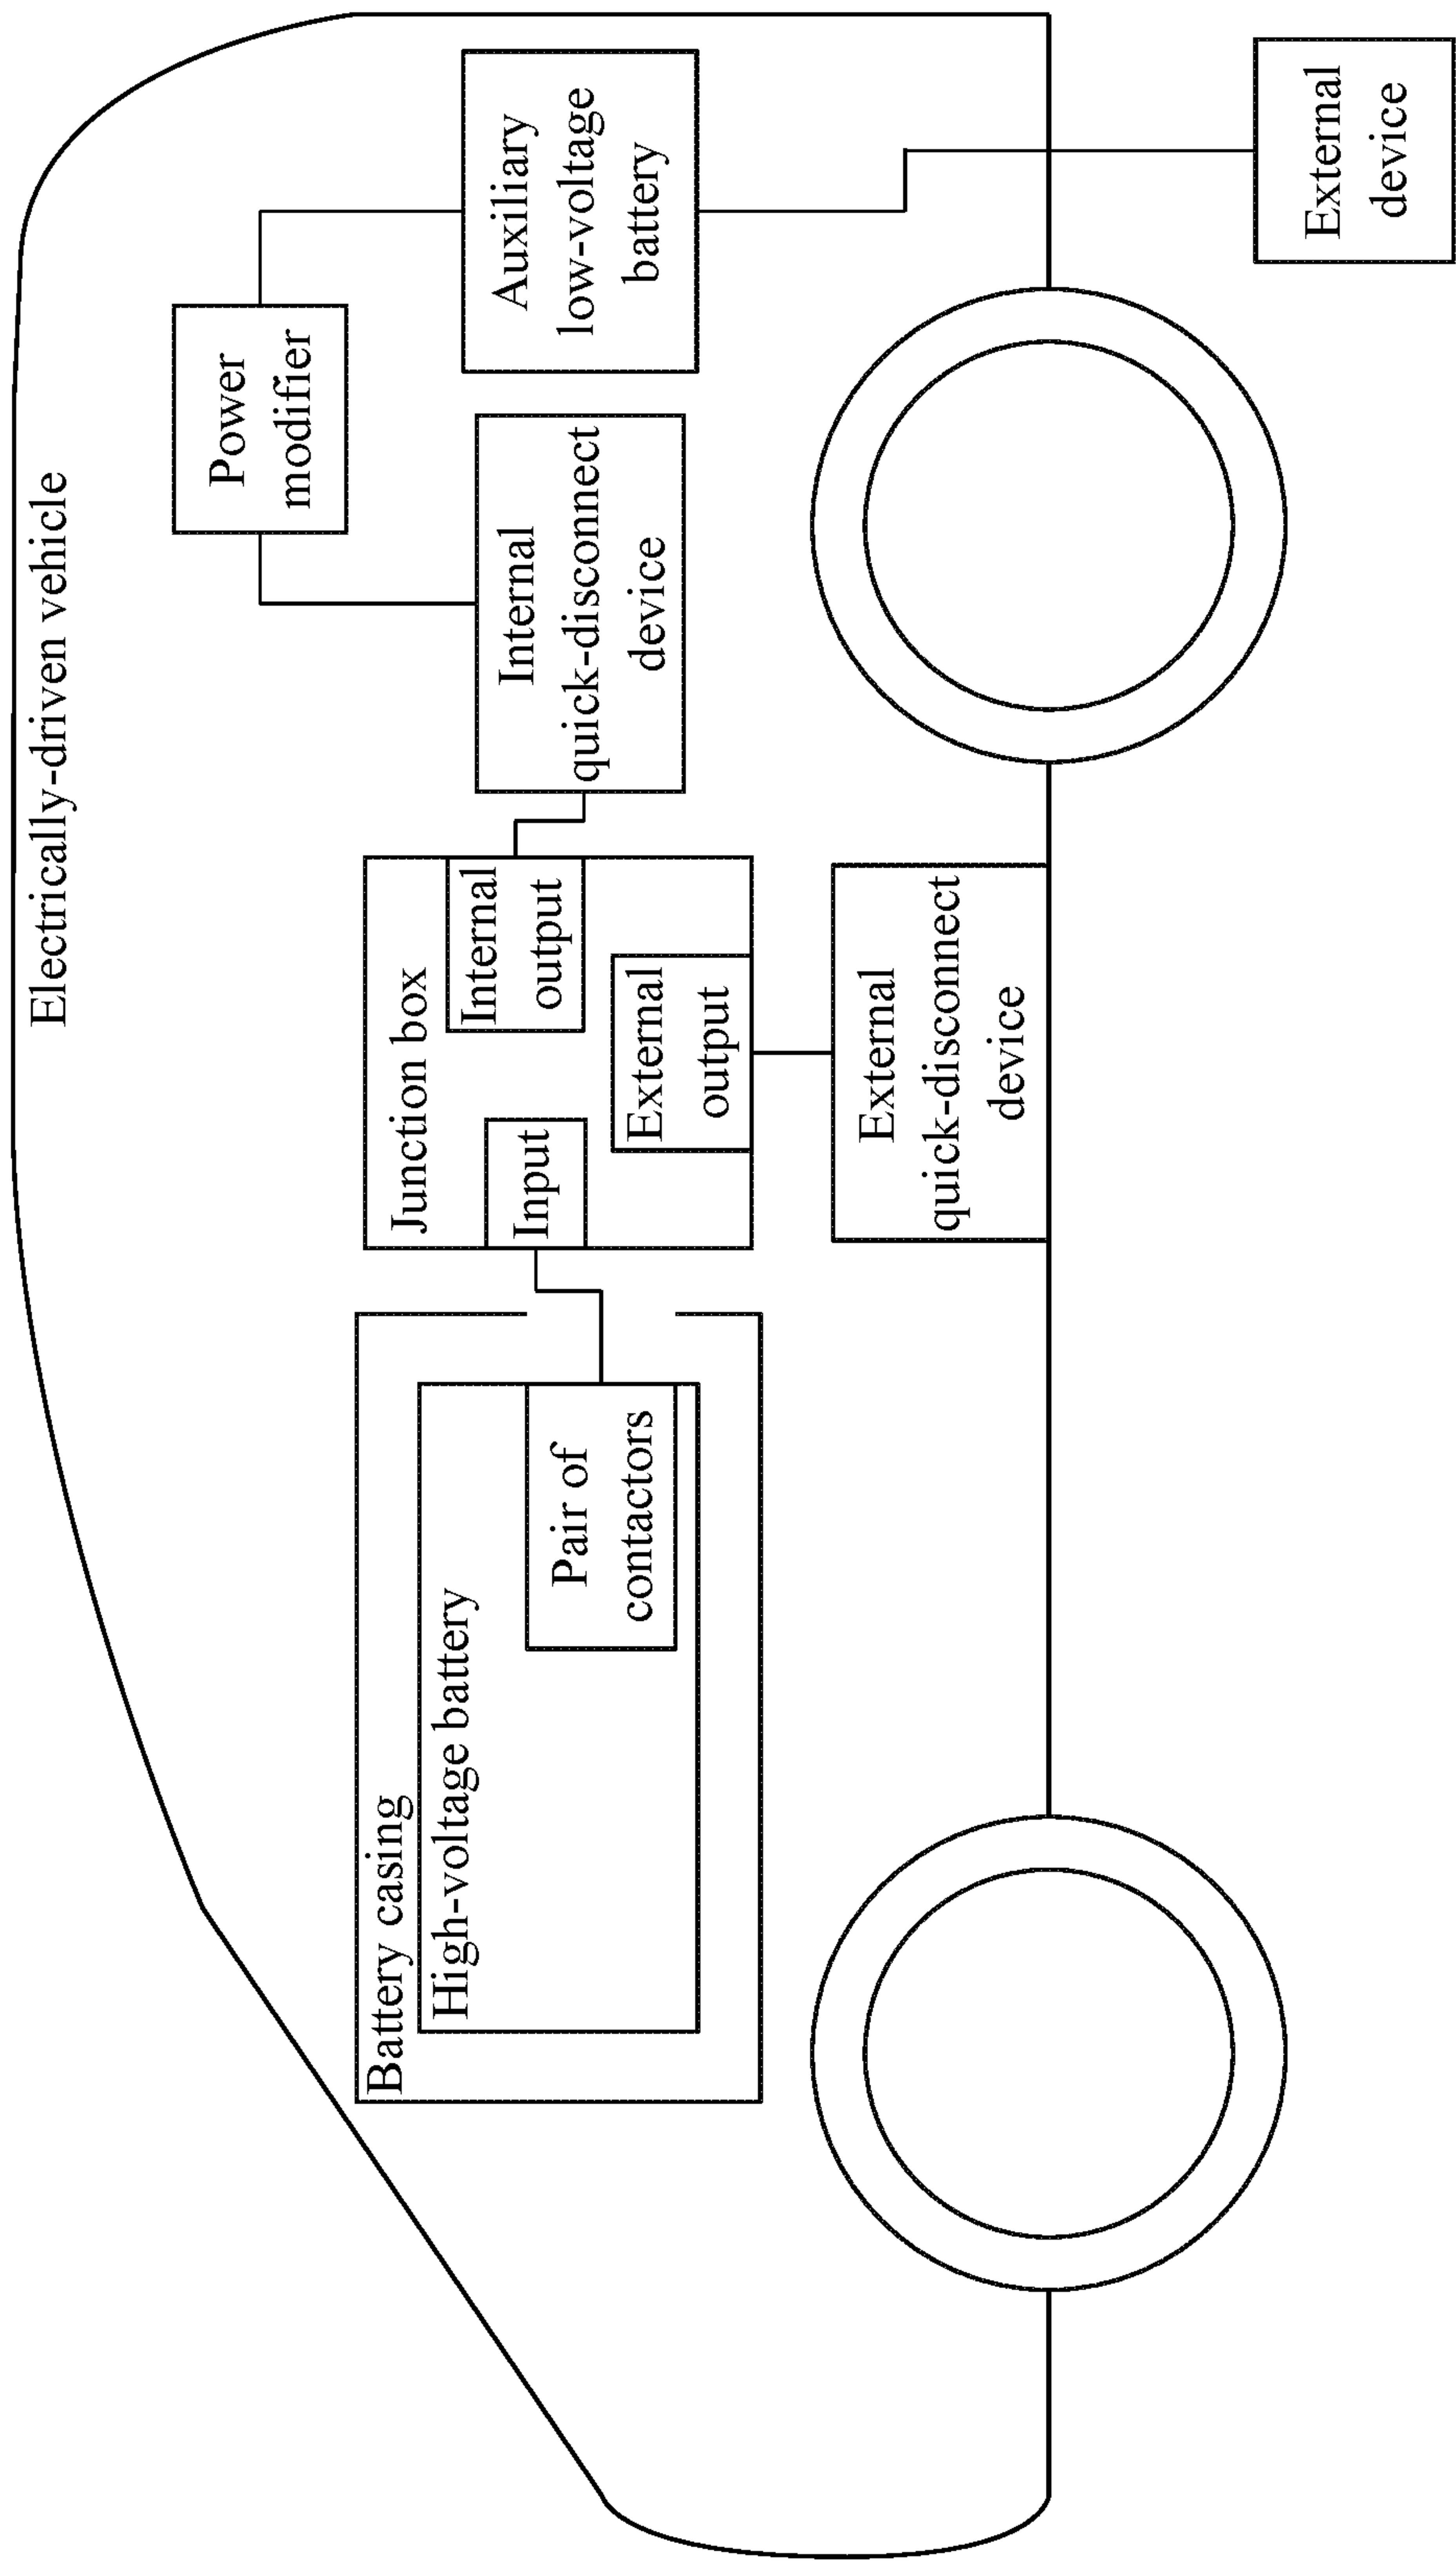 Electrically-driven vehicle
Battery casing
High-voltage battery
Pair of
contactors
Junction box
Input
Internal
output
External
output
External
quick-disconnect
device
Internal
quick-disconnect
device
Power
modifier
Auxiliary
low-voltage
battery
External
device